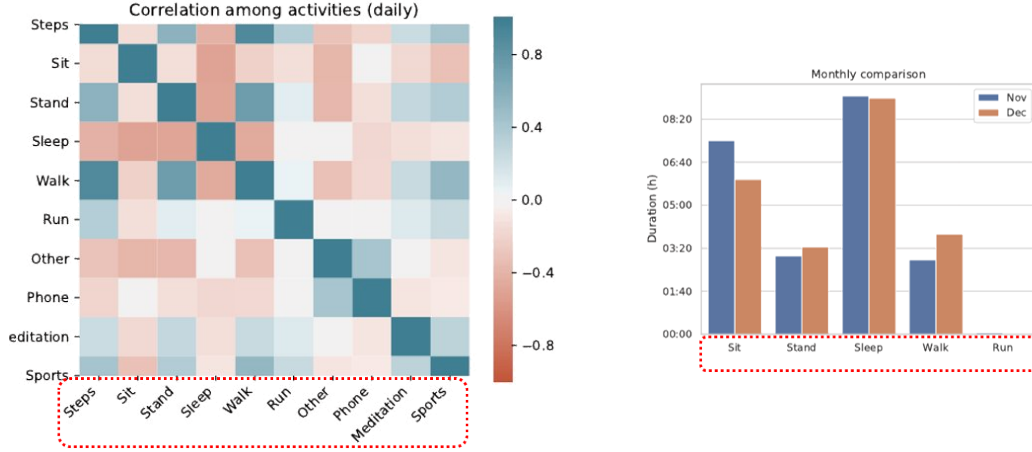 Correlation among activities (daily)
Steps
Sit
Stand
Sleep
Walk
Run
Other
Phone
editation
Sports
Steps
Sit
Stand
Sleep
Walk
Run
Other
Phone
Meditation
Sports
0.8
0.4
0.0
−0.4
−0.8
Monthly comparison
Nov
Dec
Duration (h)
08:20
06:40
05:00
03:20
01:40
00:00
Sit
Stand
Sleep
Walk
Run